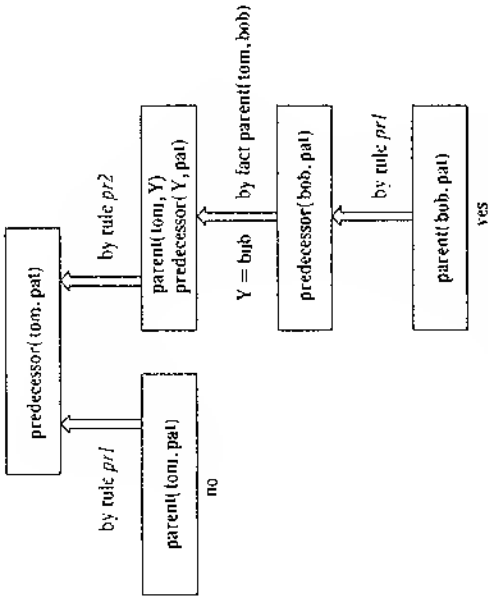 predecessor(tom, pat)
by rule pr1
by rule pr2
parent(tom, pat)
no
parent(tom, Y)
predecessor(Y, pat)
Y = bob by fact parent(tom, bob)
predecessor(bob, pat)
by rule pr1
parent(bob, pat)
yes